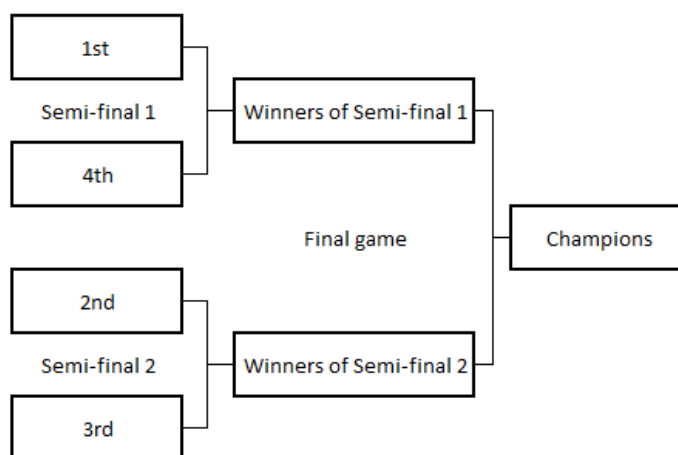 1st
Semi-final 1
4th
Winners of Semi-final 1
Final game
Champions
2nd
Semi-final 2
3rd
Winners of Semi-final 2